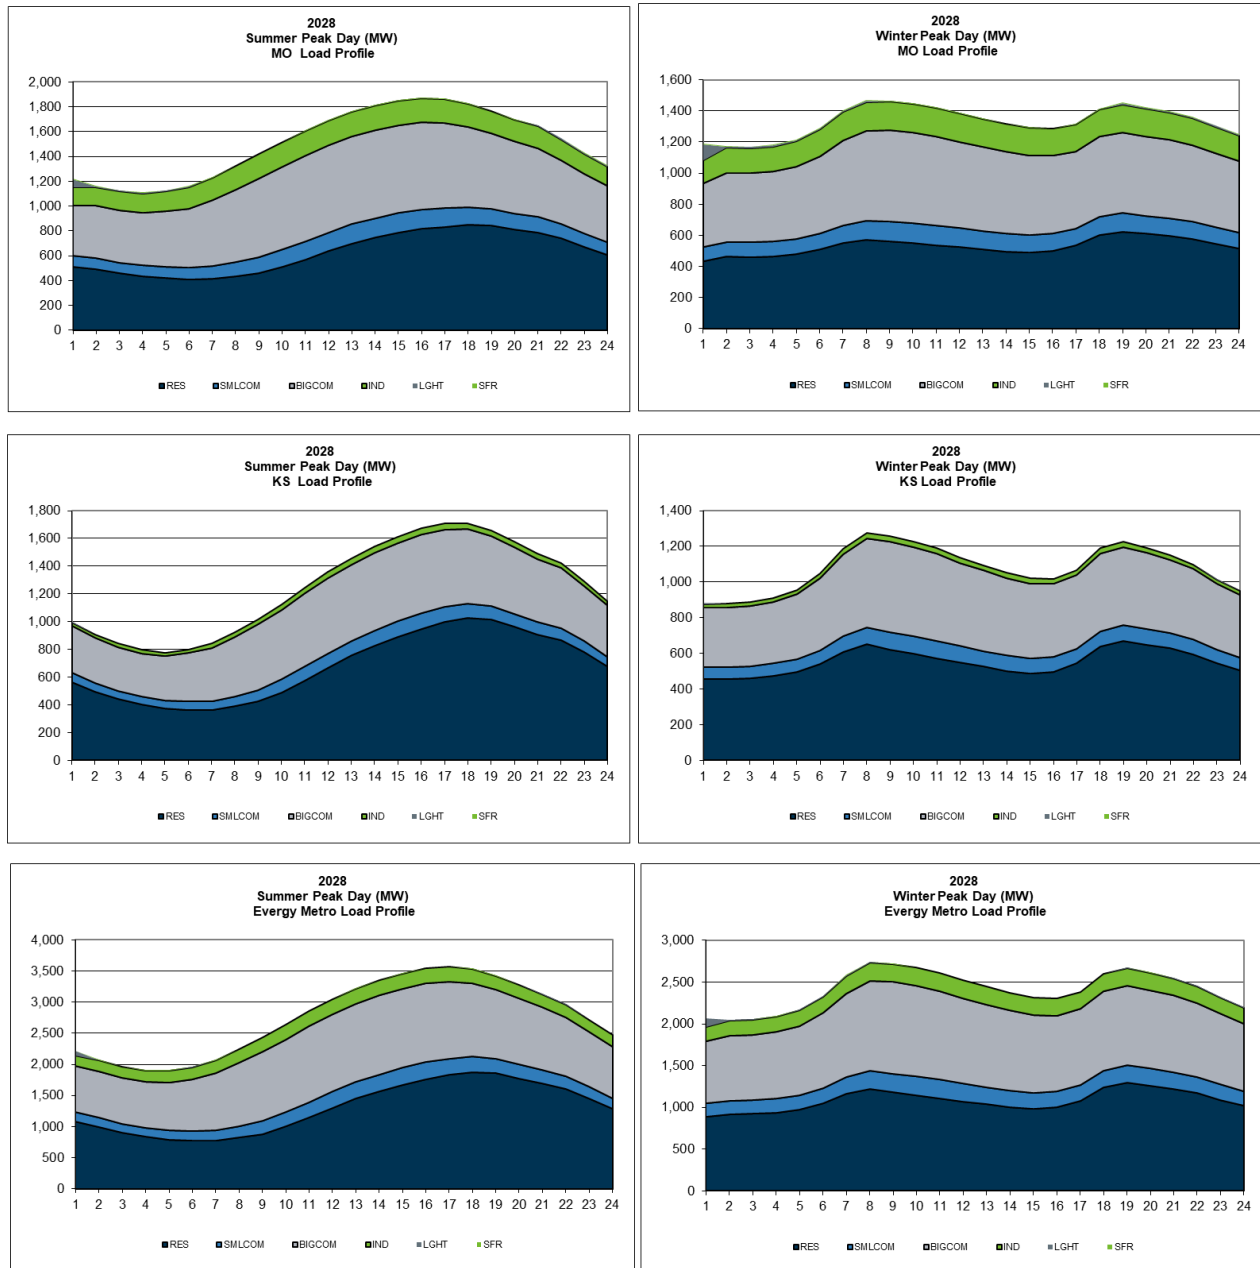 2028
Summer Peak Day (MW)
MO Load Profile
2,000
1,800
1,600
1,400
1,200
1,000
800
600
400
200
0
1 2 3 4 5 6 7 8 9 10 11 12 13 14 15 16 17 18 19 20 21 22 23 24
RES SMLCOM BIGCOM IND LGHT SFR
2028
Winter Peak Day (MW)
MO Load Profile
1,600
1,400
1,200
1,000
800
600
400
200
0
1 2 3 4 5 6 7 8 9 10 11 12 13 14 15 16 17 18 19 20 21 22 23 24
RES SMLCOM BIGCOM IND LGHT SFR
2028
Summer Peak Day (MW)
KS Load Profile
1,800
1,600
1,400
1,200
1,000
800
600
400
200
0
1 2 3 4 5 6 7 8 9 10 11 12 13 14 15 16 17 18 19 20 21 22 23 24
RES SMLCOM BIGCOM IND LGHT SFR
2028
Winter Peak Day (MW)
KS Load Profile
1,400
1,200
1,000
800
600
400
200
0
1 2 3 4 5 6 7 8 9 10 11 12 13 14 15 16 17 18 19 20 21 22 23 24
RES SMLCOM BIGCOM IND LGHT SFR
2028
Summer Peak Day (MW)
Evergy Metro Load Profile
4,000
3,500
3,000
2,500
2,000
1,500
1,000
500
0
1 2 3 4 5 6 7 8 9 10 11 12 13 14 15 16 17 18 19 20 21 22 23 24
RES SMLCOM BIGCOM IND LGHT SFR
2028
Winter Peak Day (MW)
Evergy Metro Load Profile
3,000
2,500
2,000
1,500
1,000
500
0
1 2 3 4 5 6 7 8 9 10 11 12 13 14 15 16 17 18 19 20 21 22 23 24
RES SMLCOM BIGCOM IND LGHT SFR